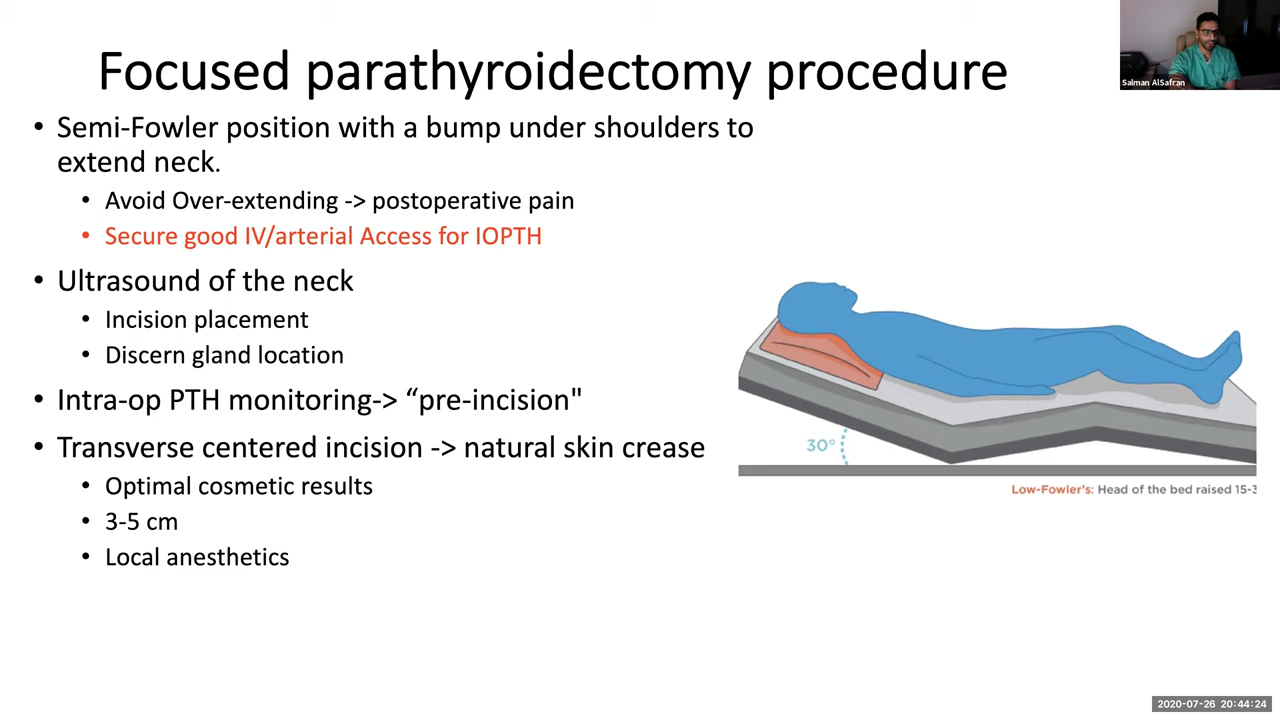 Focused parathyroidectomy procedure
Salman AlSafran
• Semi-Fowler position with a bump under shoulders to
extend neck.
• Avoid Over-extending -> postoperative pain
• Secure good IV/arterial Access for IOPTH
• Ultrasound of the neck
• Incision placement
• Discern gland location
• Intra-op PTH monitoring-> “pre-incision"
• Transverse centered incision -> natural skin crease
• Optimal cosmetic results
• 3-5 cm
• Local anesthetics
30°
Low-Fowler's: Head of the bed raised 15-3
2020-07-26 20:44:24